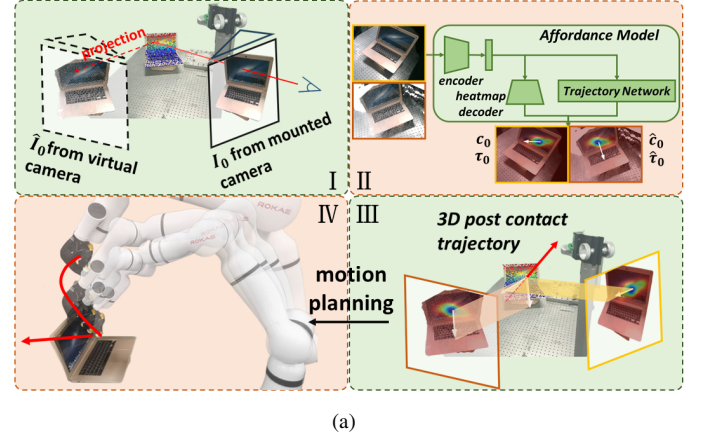 projection
Î₀ from virtual
camera
I₀ from mounted
camera
I
Affordance Model
encoder
heatmap
decoder
Trajectory Network
c₀
τ₀
ĉ₀
τ̂₀
II
IV
ROKAE
ROKAE
motion
planning
III
3D post contact
trajectory
(a)